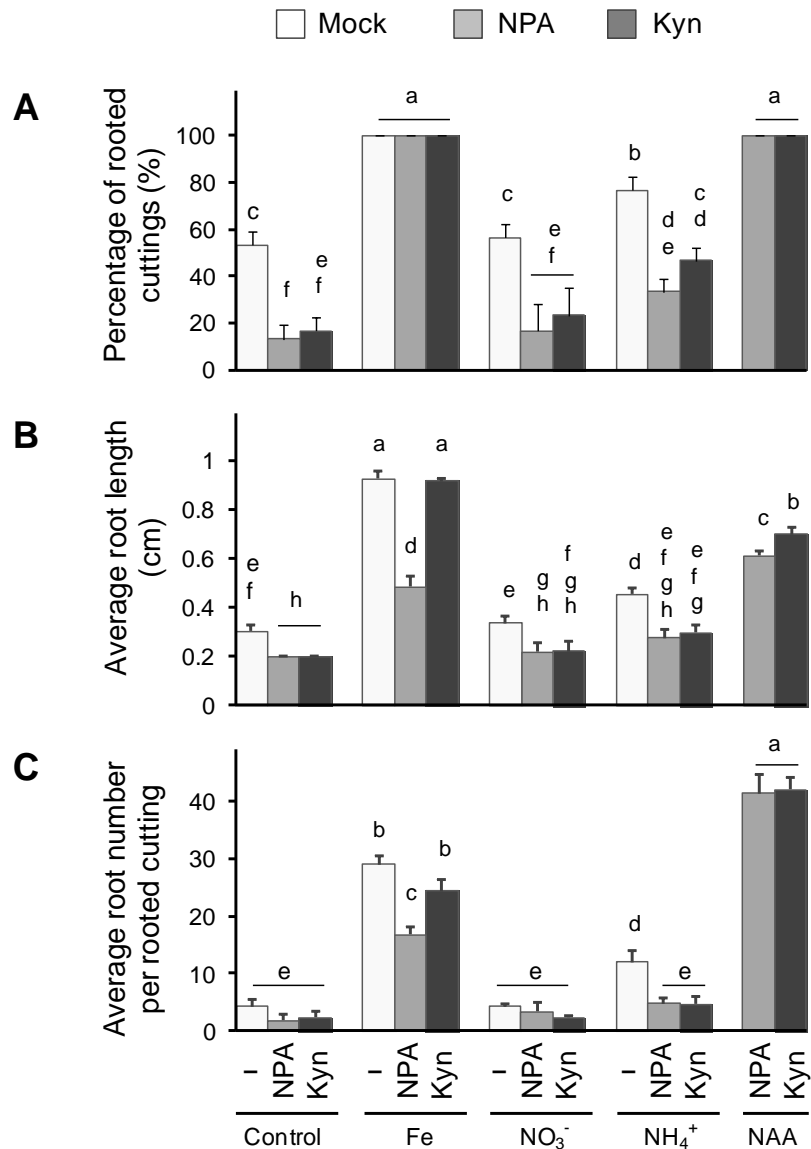 Mock NPA Kyn
A
Percentage of rooted
cuttings (%)
100
80
60
40
20
0
c
f
e
f
a
c
e
f
b
d
e
c
d
a
B
Average root length
(cm)
1
0.8
0.6
0.4
0.2
0
e
f
h
a
d
a
e
g
h
f
g
h
d
e
f
g
h
e
f
g
c
b
C
Average root number
per rooted cutting
40
30
20
10
0
e
b
c
b
e
d
e
a
– NPA Kyn – NPA Kyn – NPA Kyn – NPA Kyn NPA Kyn
Control Fe NO₃⁻ NH₄⁺ NAA